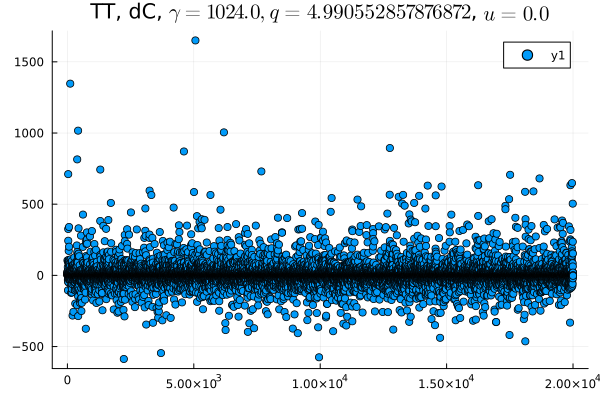 TT, dC, γ = 1024.0, q = 4.990552857876872, u = 0.0
y1
1500
1000
500
0
−500
0 5.00×10³ 1.00×10⁴ 1.50×10⁴ 2.00×10⁴